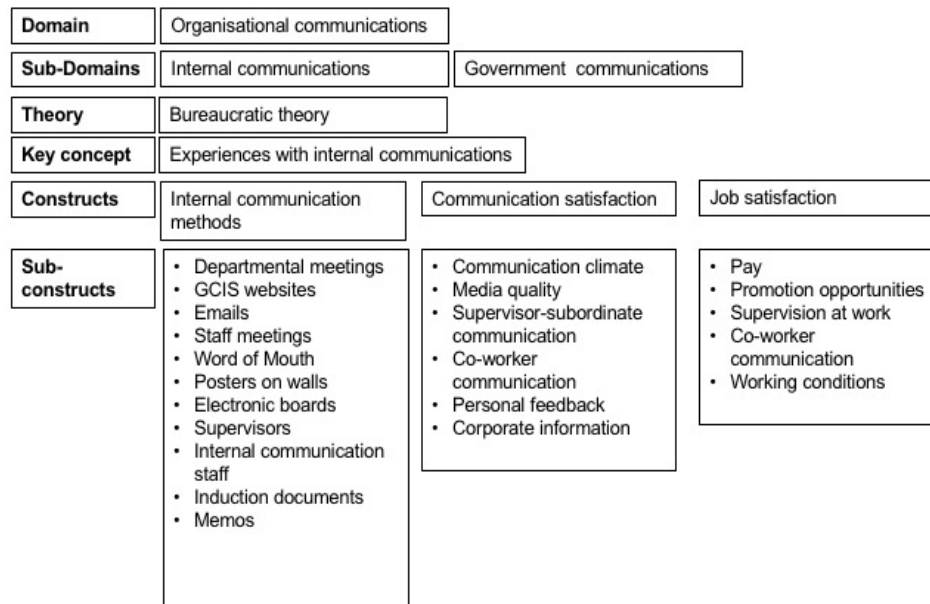 Domain
Organisational communications
Sub-Domains
Internal communications
Government communications
Theory
Bureaucratic theory
Key concept
Experiences with internal communications
Constructs
Internal communication
methods
Communication satisfaction
Job satisfaction
Sub-
constructs
• Departmental meetings
• GCIS websites
• Emails
• Staff meetings
• Word of Mouth
• Posters on walls
• Electronic boards
• Supervisors
• Internal communication
staff
• Induction documents
• Memos
• Communication climate
• Media quality
• Supervisor-subordinate
communication
• Co-worker
communication
• Personal feedback
• Corporate information
• Pay
• Promotion opportunities
• Supervision at work
• Co-worker
communication
• Working conditions